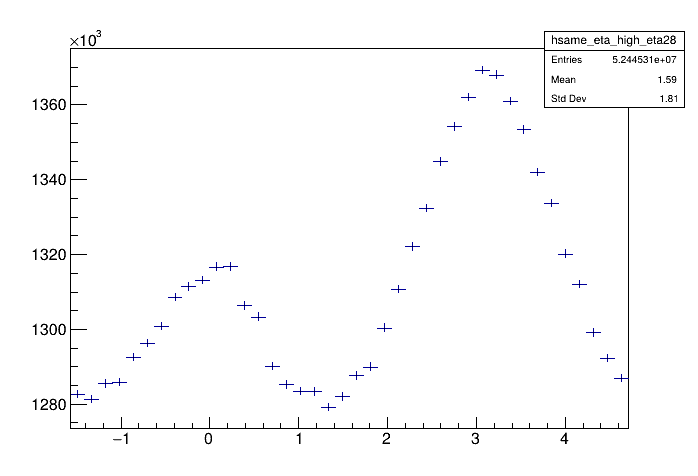 ×10³
hsame_eta_high_eta28
Entries 5.244531e+07
Mean 1.59
Std Dev 1.81
1360
1340
1320
1300
1280
−1 0 1 2 3 4